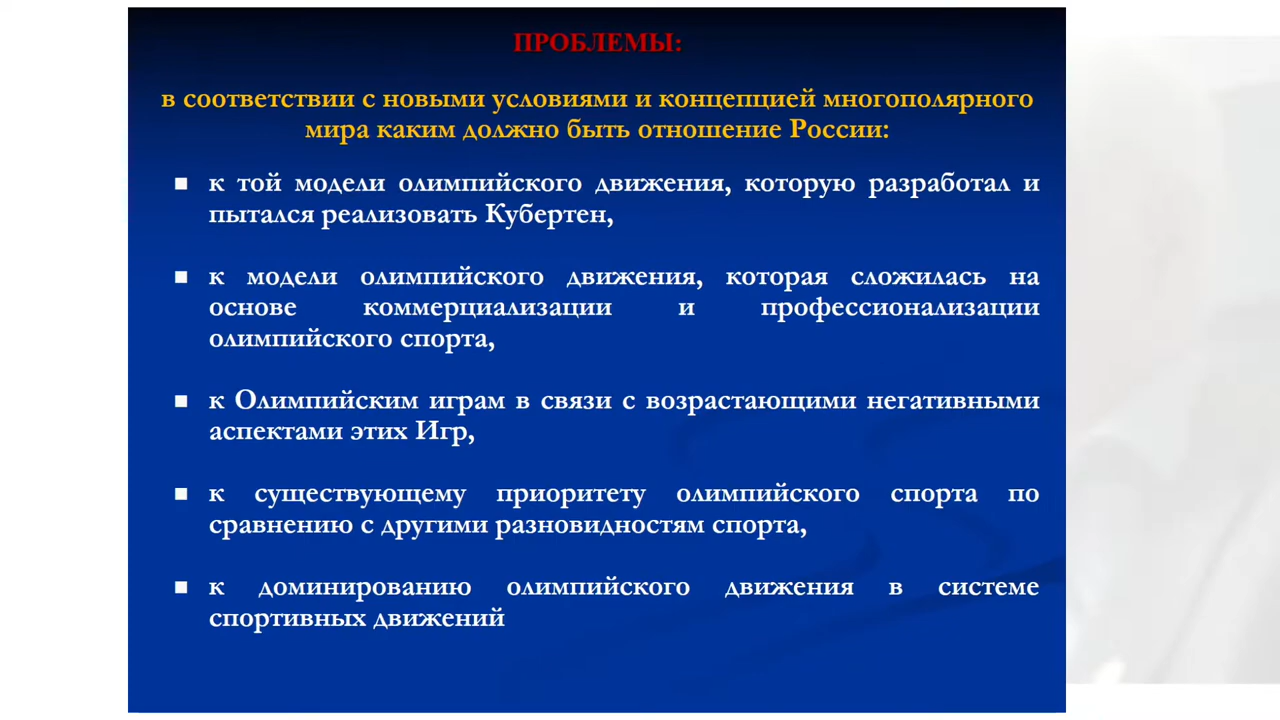 ПРОБЛЕМЫ:
в соответствии с новыми условиями и концепцией многополярного
мира каким должно быть отношение России:
■ к той модели олимпийского движения, которую разработал и
пытался реализовать Кубертен,
■ к модели олимпийского движения, которая сложилась на
основе коммерциализации и профессионализации
олимпийского спорта,
■ к Олимпийским играм в связи с возрастающими негативными
аспектами этих Игр,
■ к существующему приоритету олимпийского спорта по
сравнению с другими разновидностям спорта,
■ к доминированию олимпийского движения в системе
спортивных движений